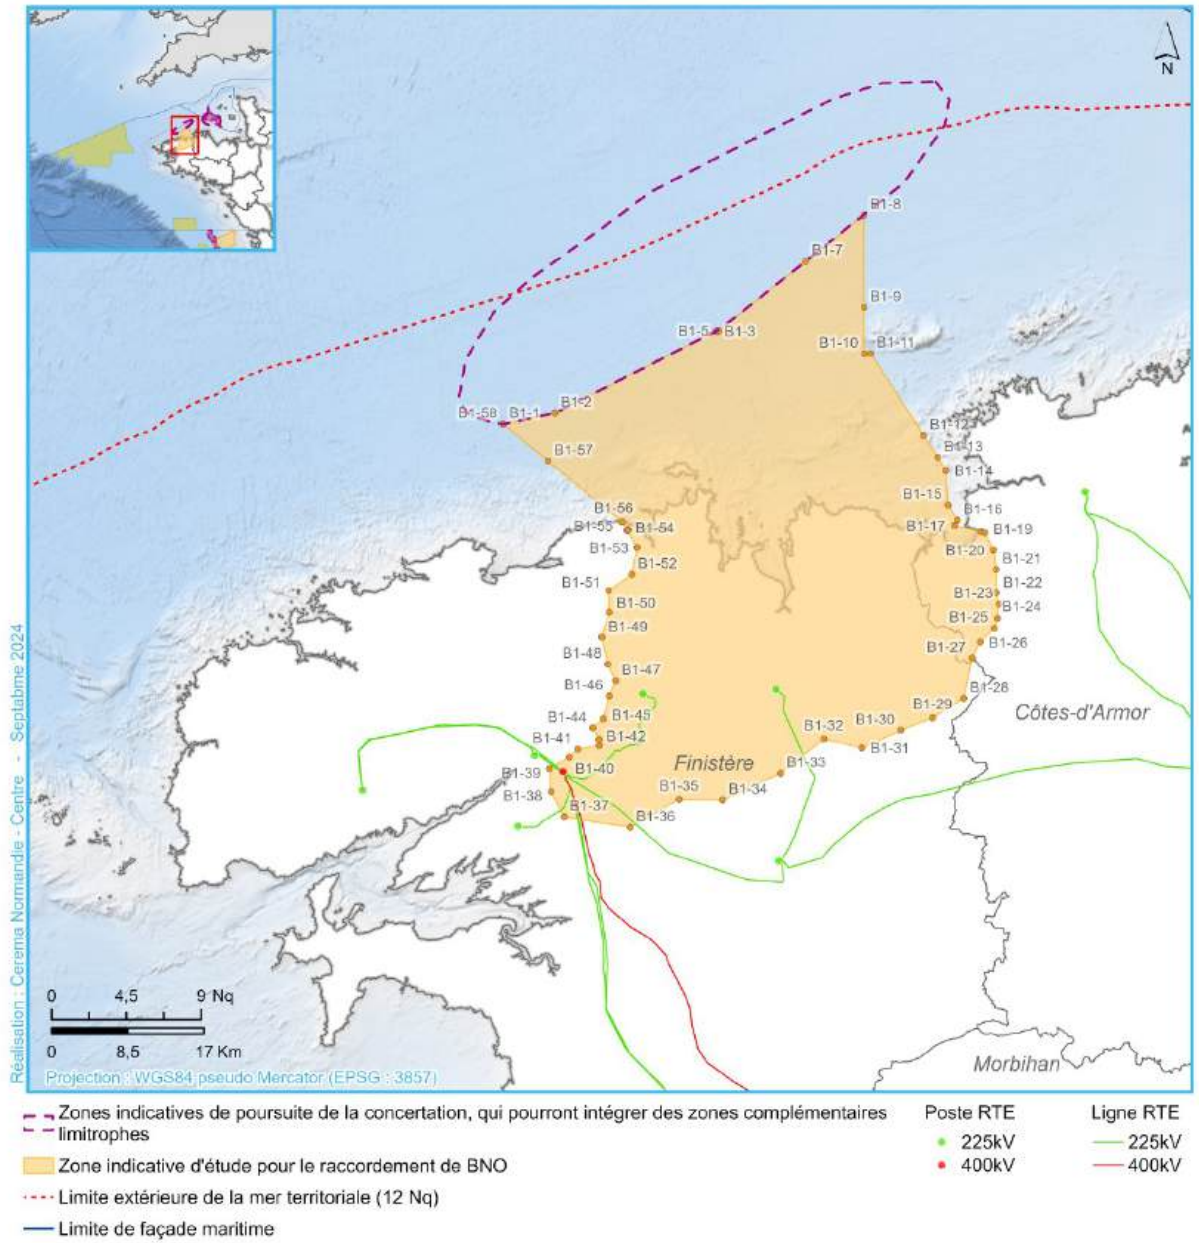 N
B1-8
B1-7
B1-9
B1-5 B1-3
B1-10 B1-11
B1-2
B1-58 B1-1
B1-12
B1-13
B1-57
B1-14
B1-15
B1-56
B1-16
B1-55 B1-54
B1-17 B1-19
B1-53
B1-20
B1-21
B1-52
B1-51
B1-22
B1-23
B1-50
B1-24
B1-25
B1-49
B1-26
B1-48
B1-27
B1-47
B1-46
B1-28
B1-29
B1-44 B1-45
B1-30
Côtes-d'Armor
B1-32
B1-42
B1-41
B1-31
B1-40
Finistère
B1-33
B1-39
B1-38
B1-35
B1-34
B1-37
B1-36
Morbihan
0 4,5 9 Nq
0 8,5 17 Km
Projection : WGS84 pseudo Mercator (EPSG : 3857)
Réalisation : Cerema Normandie - Centre - Septabme 2024
Zones indicatives de poursuite de la concertation, qui pourront intégrer des zones complémentaires
limitrophes
Zone indicative d'étude pour le raccordement de BNO
Limite extérieure de la mer territoriale (12 Nq)
Limite de façade maritime
Poste RTE
225kV
400kV
Ligne RTE
225kV
400kV